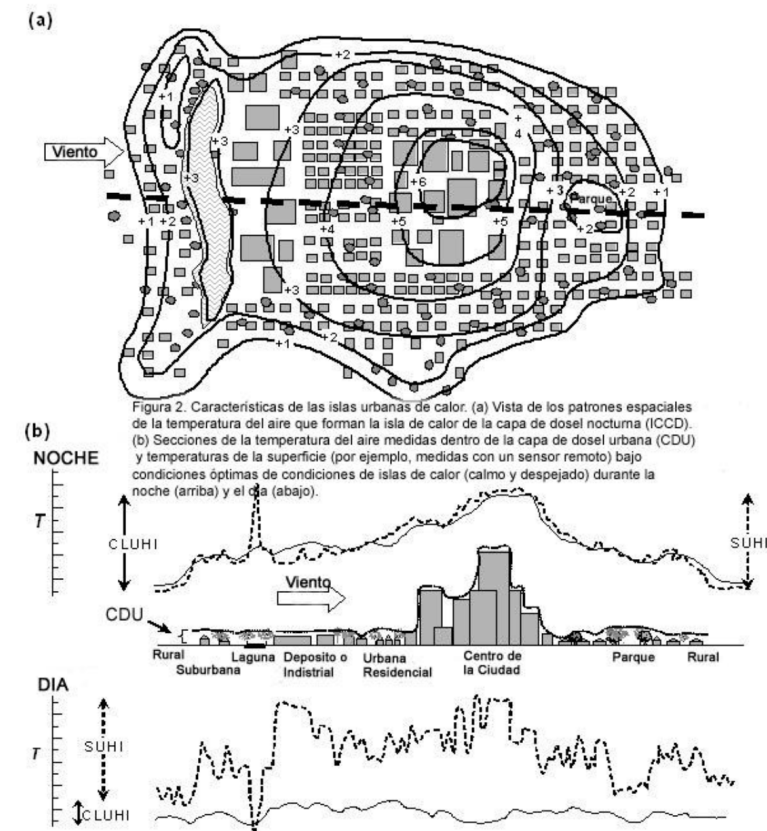 (a)
+2
+1
+3
+3
+
4
Viento
+3
+6
+3
+2
+1
Parque
+1
+2
+4
+5
+5
+2
+3
+2
+1
Figura 2. Características de las islas urbanas de calor. (a) Vista de los patrones espaciales
de la temperatura del aire que forman la isla de calor de la capa de dosel nocturna (ICCD).
(b) Secciones de la temperatura del aire medidas dentro de la capa de dosel urbana (CDU)
y temperaturas de la superficie (por ejemplo, medidas con un sensor remoto) bajo
condiciones óptimas de condiciones de islas de calor (calmo y despejado) durante la
noche (arriba) y el día (abajo).
(b)
NOCHE
T
CLUHI
SUHI
Viento
CDU
Rural
Suburbana
Laguna
Deposito o
Indistrial
Urbana
Residencial
Centro de
la Ciudad
Parque
Rural
DIA
SUHI
T
CLUHI